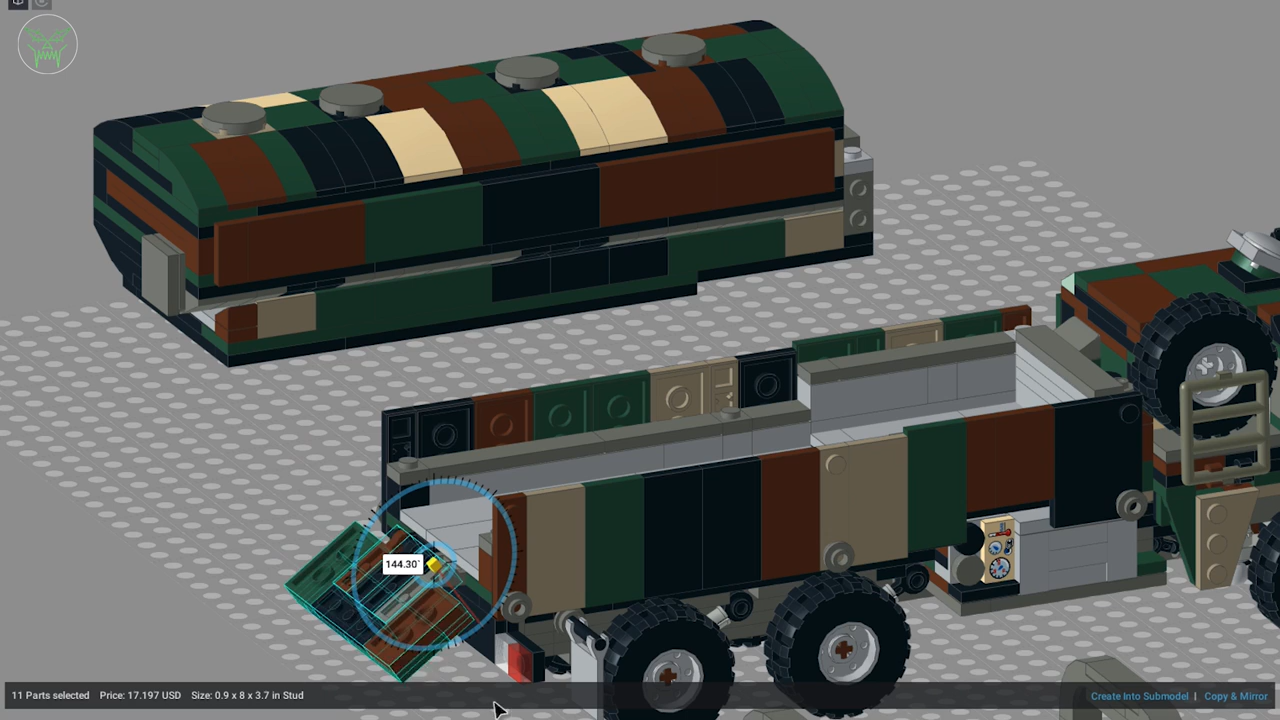 144.30°
11 Parts selected Price: 17.197 USD Size: 0.9 x 8 x 3.7 in Stud
Create Into Submodel | Copy & Mirror